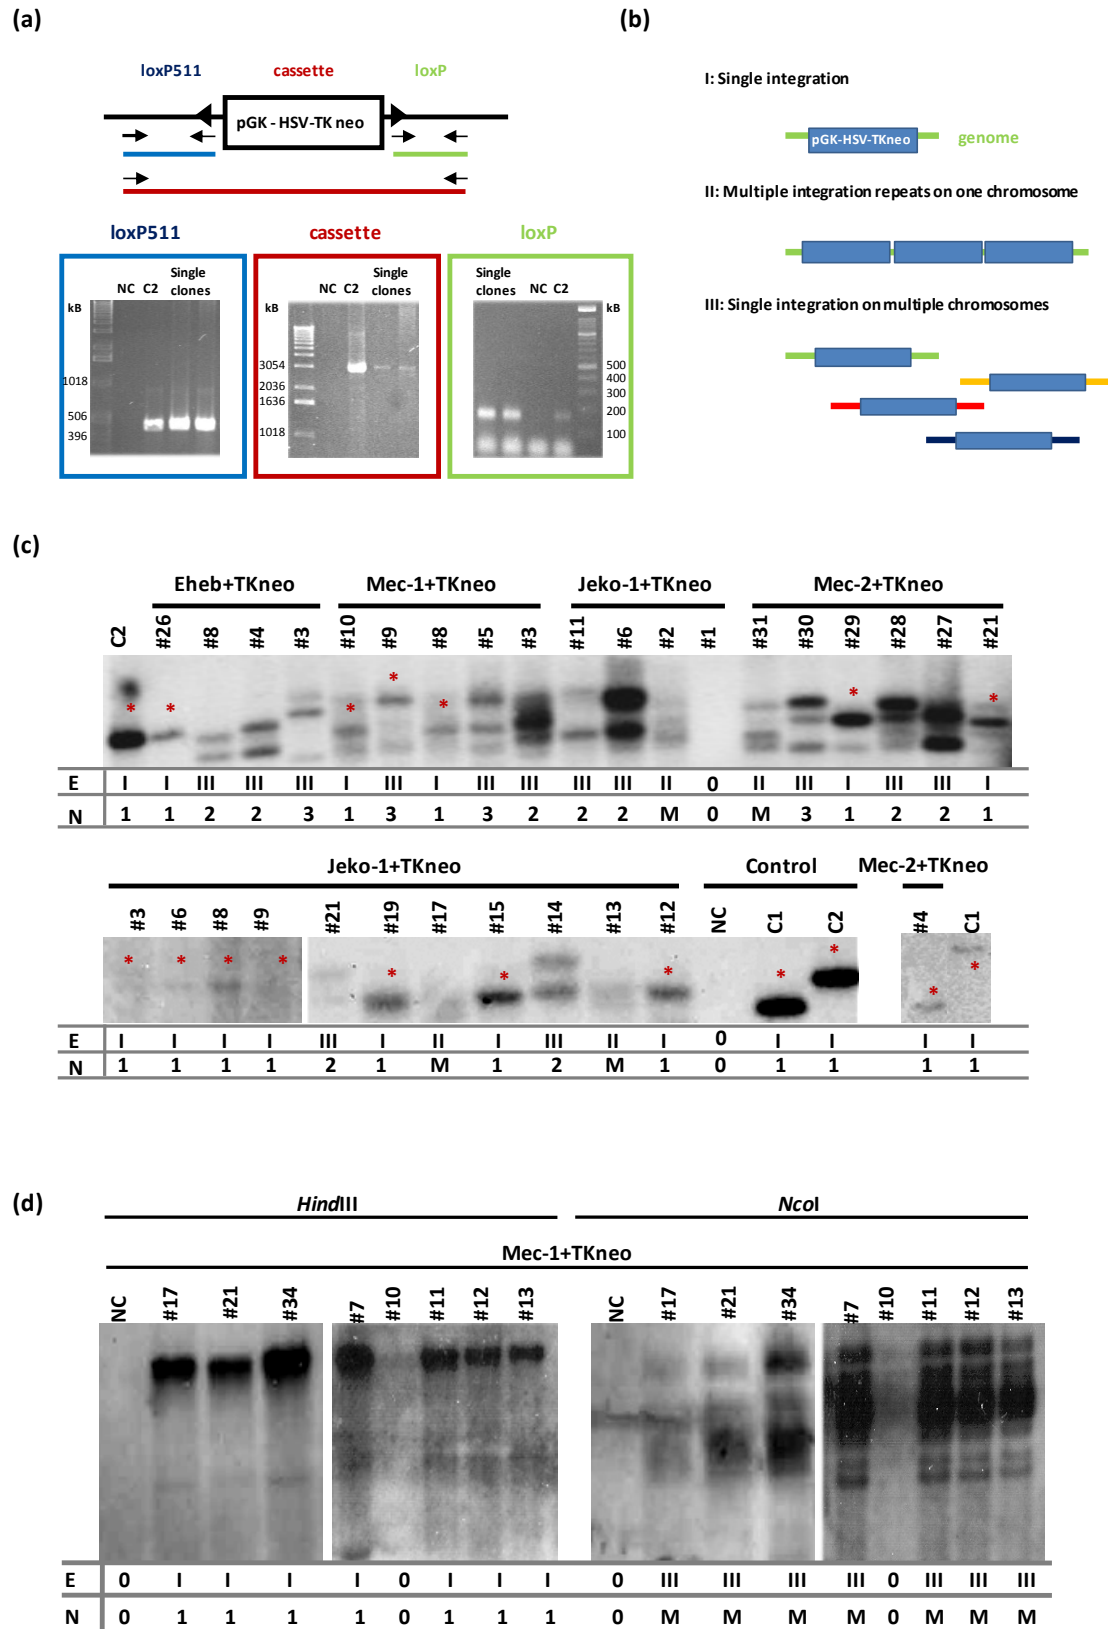 (a)
loxP511 cassette loxP
pGK - HSV-TK neo
loxP511 cassette loxP
NC C2 Single clones
kB
1018
506
396
NC C2 Single clones
kB
3054
2036
1636
1018
Single clones NC C2
kB
500
400
300
200
100
(b)
I: Single integration
pGK-HSV-TKneo genome
II: Multiple integration repeats on one chromosome
III: Single integration on multiple chromosomes
(c)
Eheb+TKneo Mec-1+TKneo Jeko-1+TKneo Mec-2+TKneo
C2 #26 #8 #4 #3 #10 #9 #8 #5 #3 #11 #6 #2 #1 #31 #30 #29 #28 #27 #21
* * * * * * *
E I I III III III I III I III III III III II 0 II III I III III I
N 1 1 2 2 3 1 3 1 3 2 2 2 M 0 M 3 1 2 2 1
Jeko-1+TKneo Control Mec-2+TKneo
#3 #6 #8 #9 #21 #19 #17 #15 #14 #13 #12 NC C1 C2 #4 C1
* * * * * * * * * * *
E I I I I III I II I III II I 0 I I I I
N 1 1 1 1 2 1 M 1 2 M 1 0 1 1 1 1
(d)
HindIII NcoI
Mec-1+TKneo
NC #17 #21 #34 #7 #10 #11 #12 #13 NC #17 #21 #34 #7 #10 #11 #12 #13
E 0 I I I I 0 I I I 0 III III III III 0 III III III
N 0 1 1 1 1 0 1 1 1 0 M M M M 0 M M M